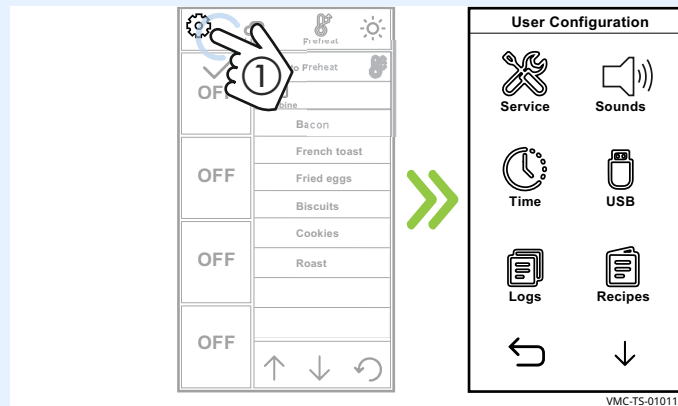 Preheat
①
to Preheat
OFF
Bacon
French toast
OFF
Fried eggs
Biscuits
Cookies
OFF
Roast
OFF
User Configuration
Service
Sounds
Time
USB
Logs
Recipes
VMC-TS-01011